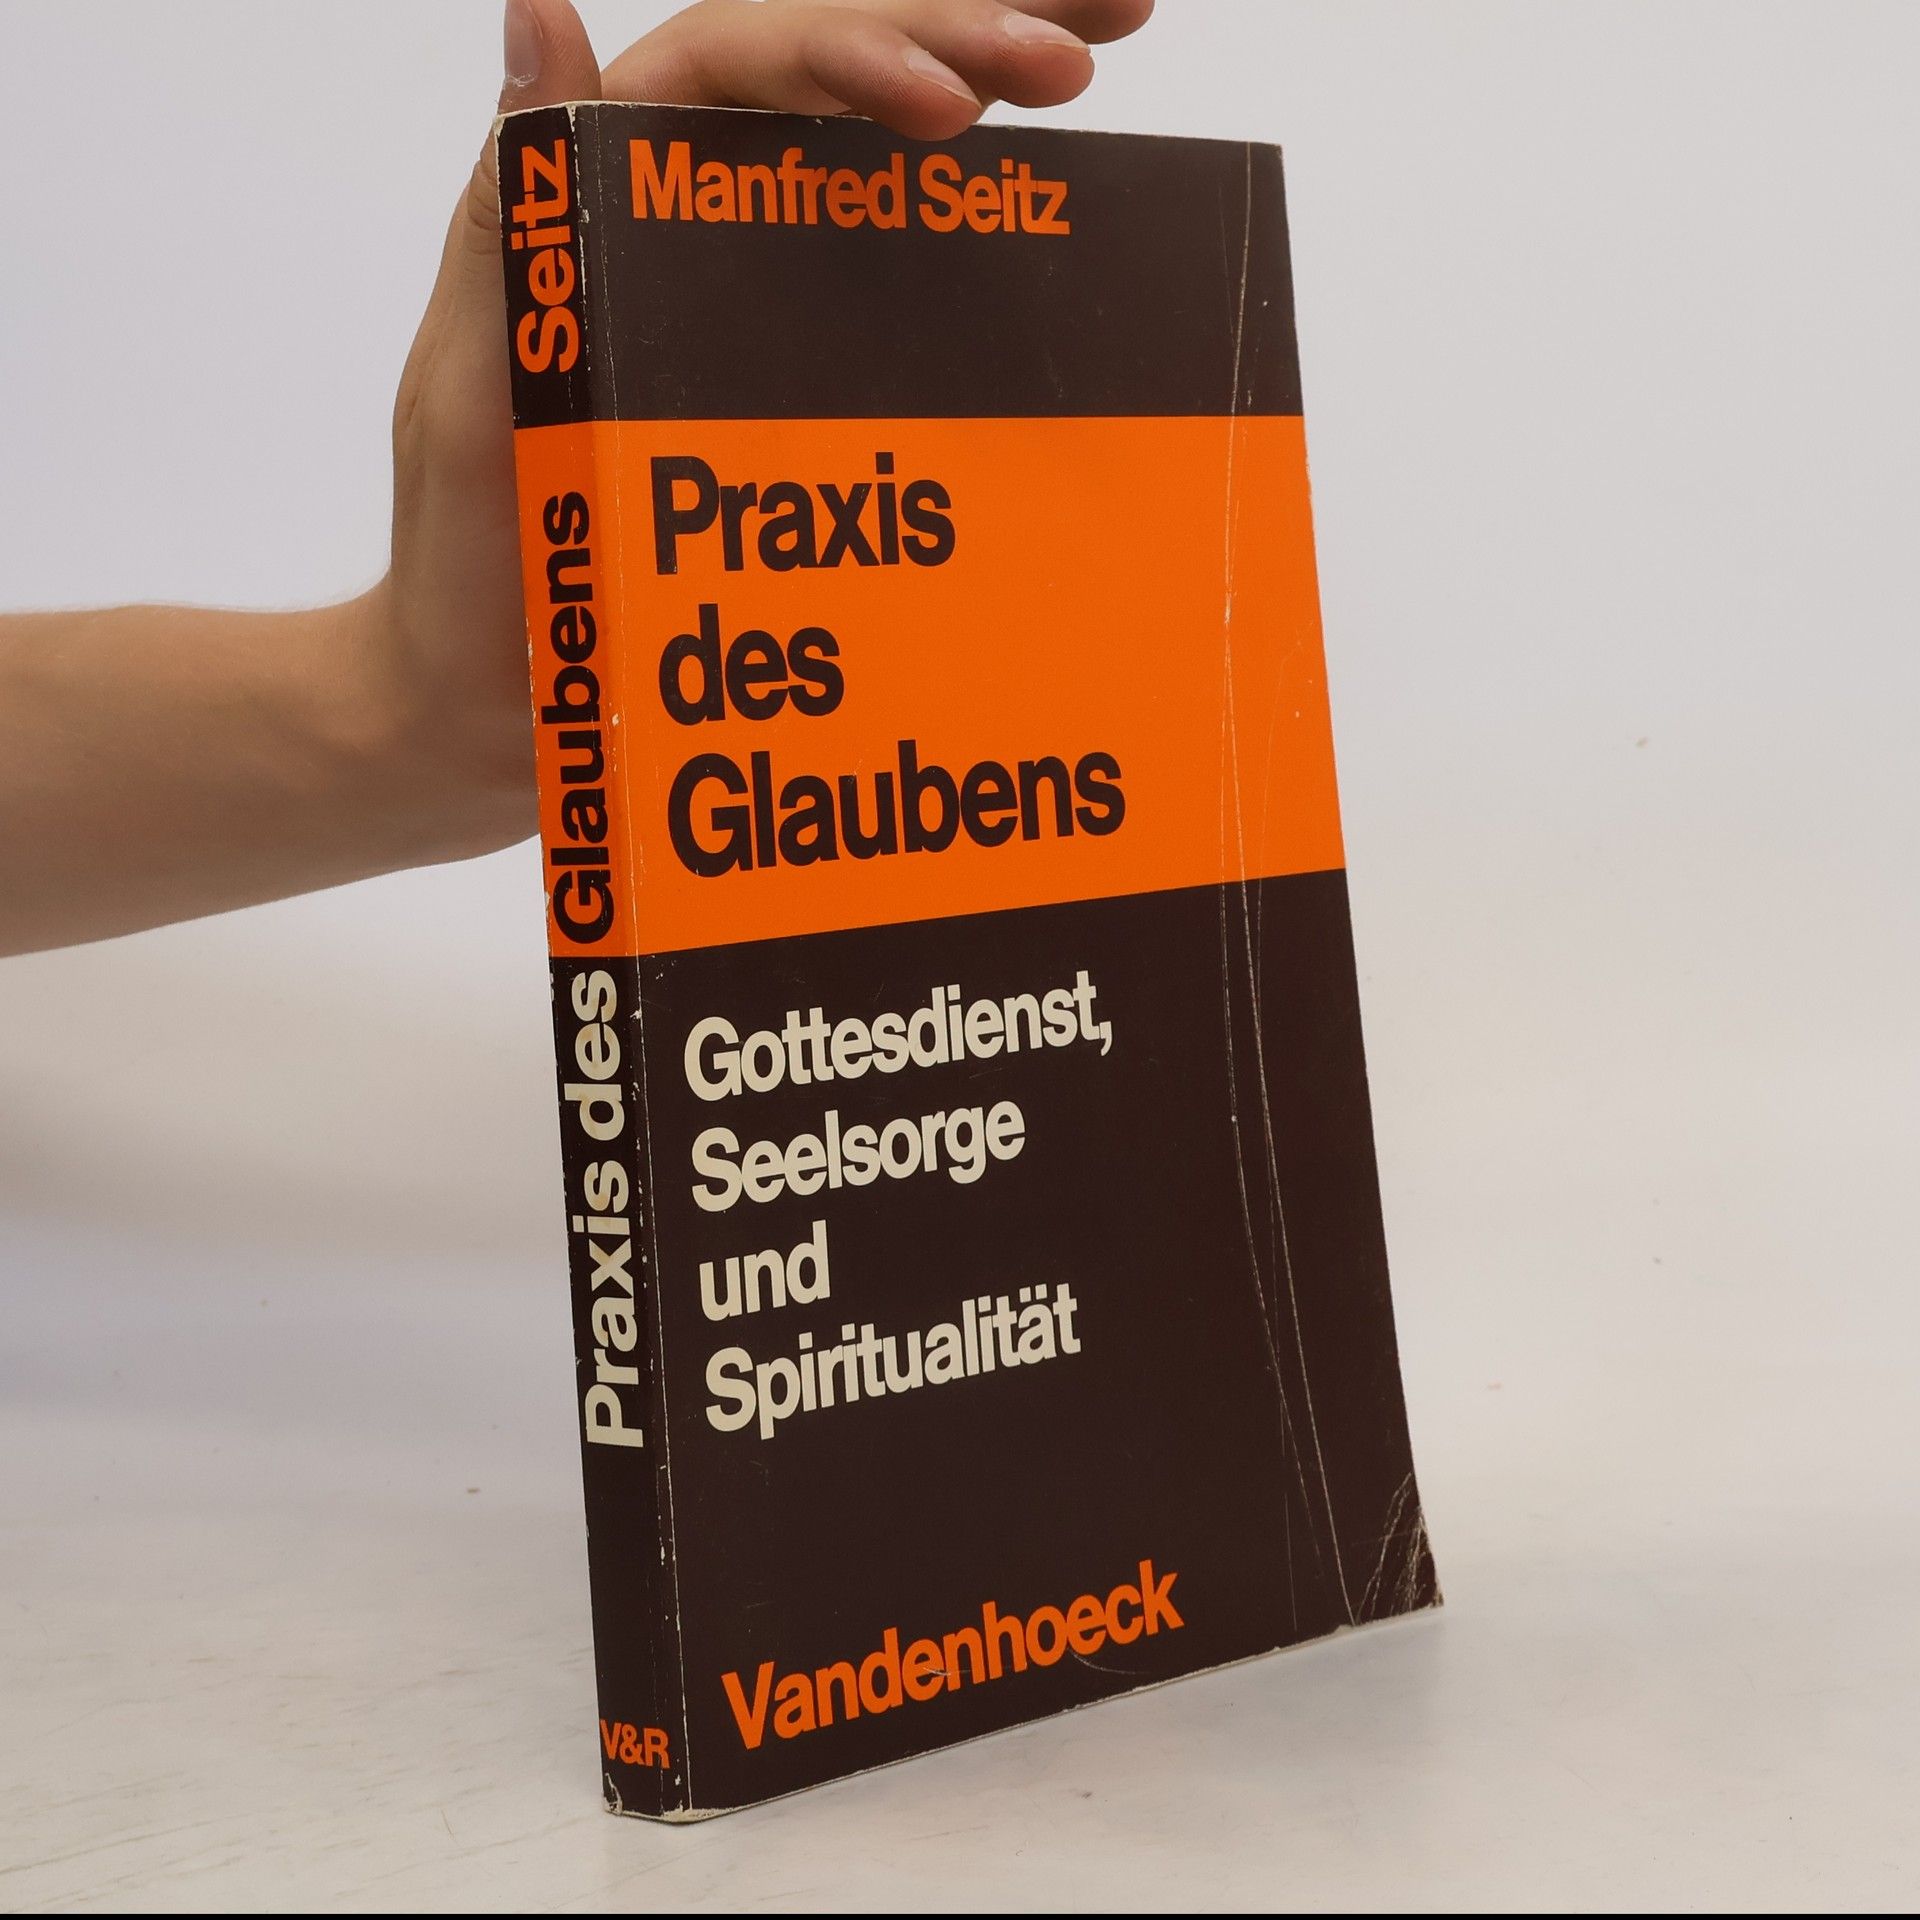 Manfred Seitz
Praxis
des
Glaubens
Gottesdienst,
Seelsorge
und
Spiritualität
Vandenhoeck
Praxis des Glaubens Seitz
V&R